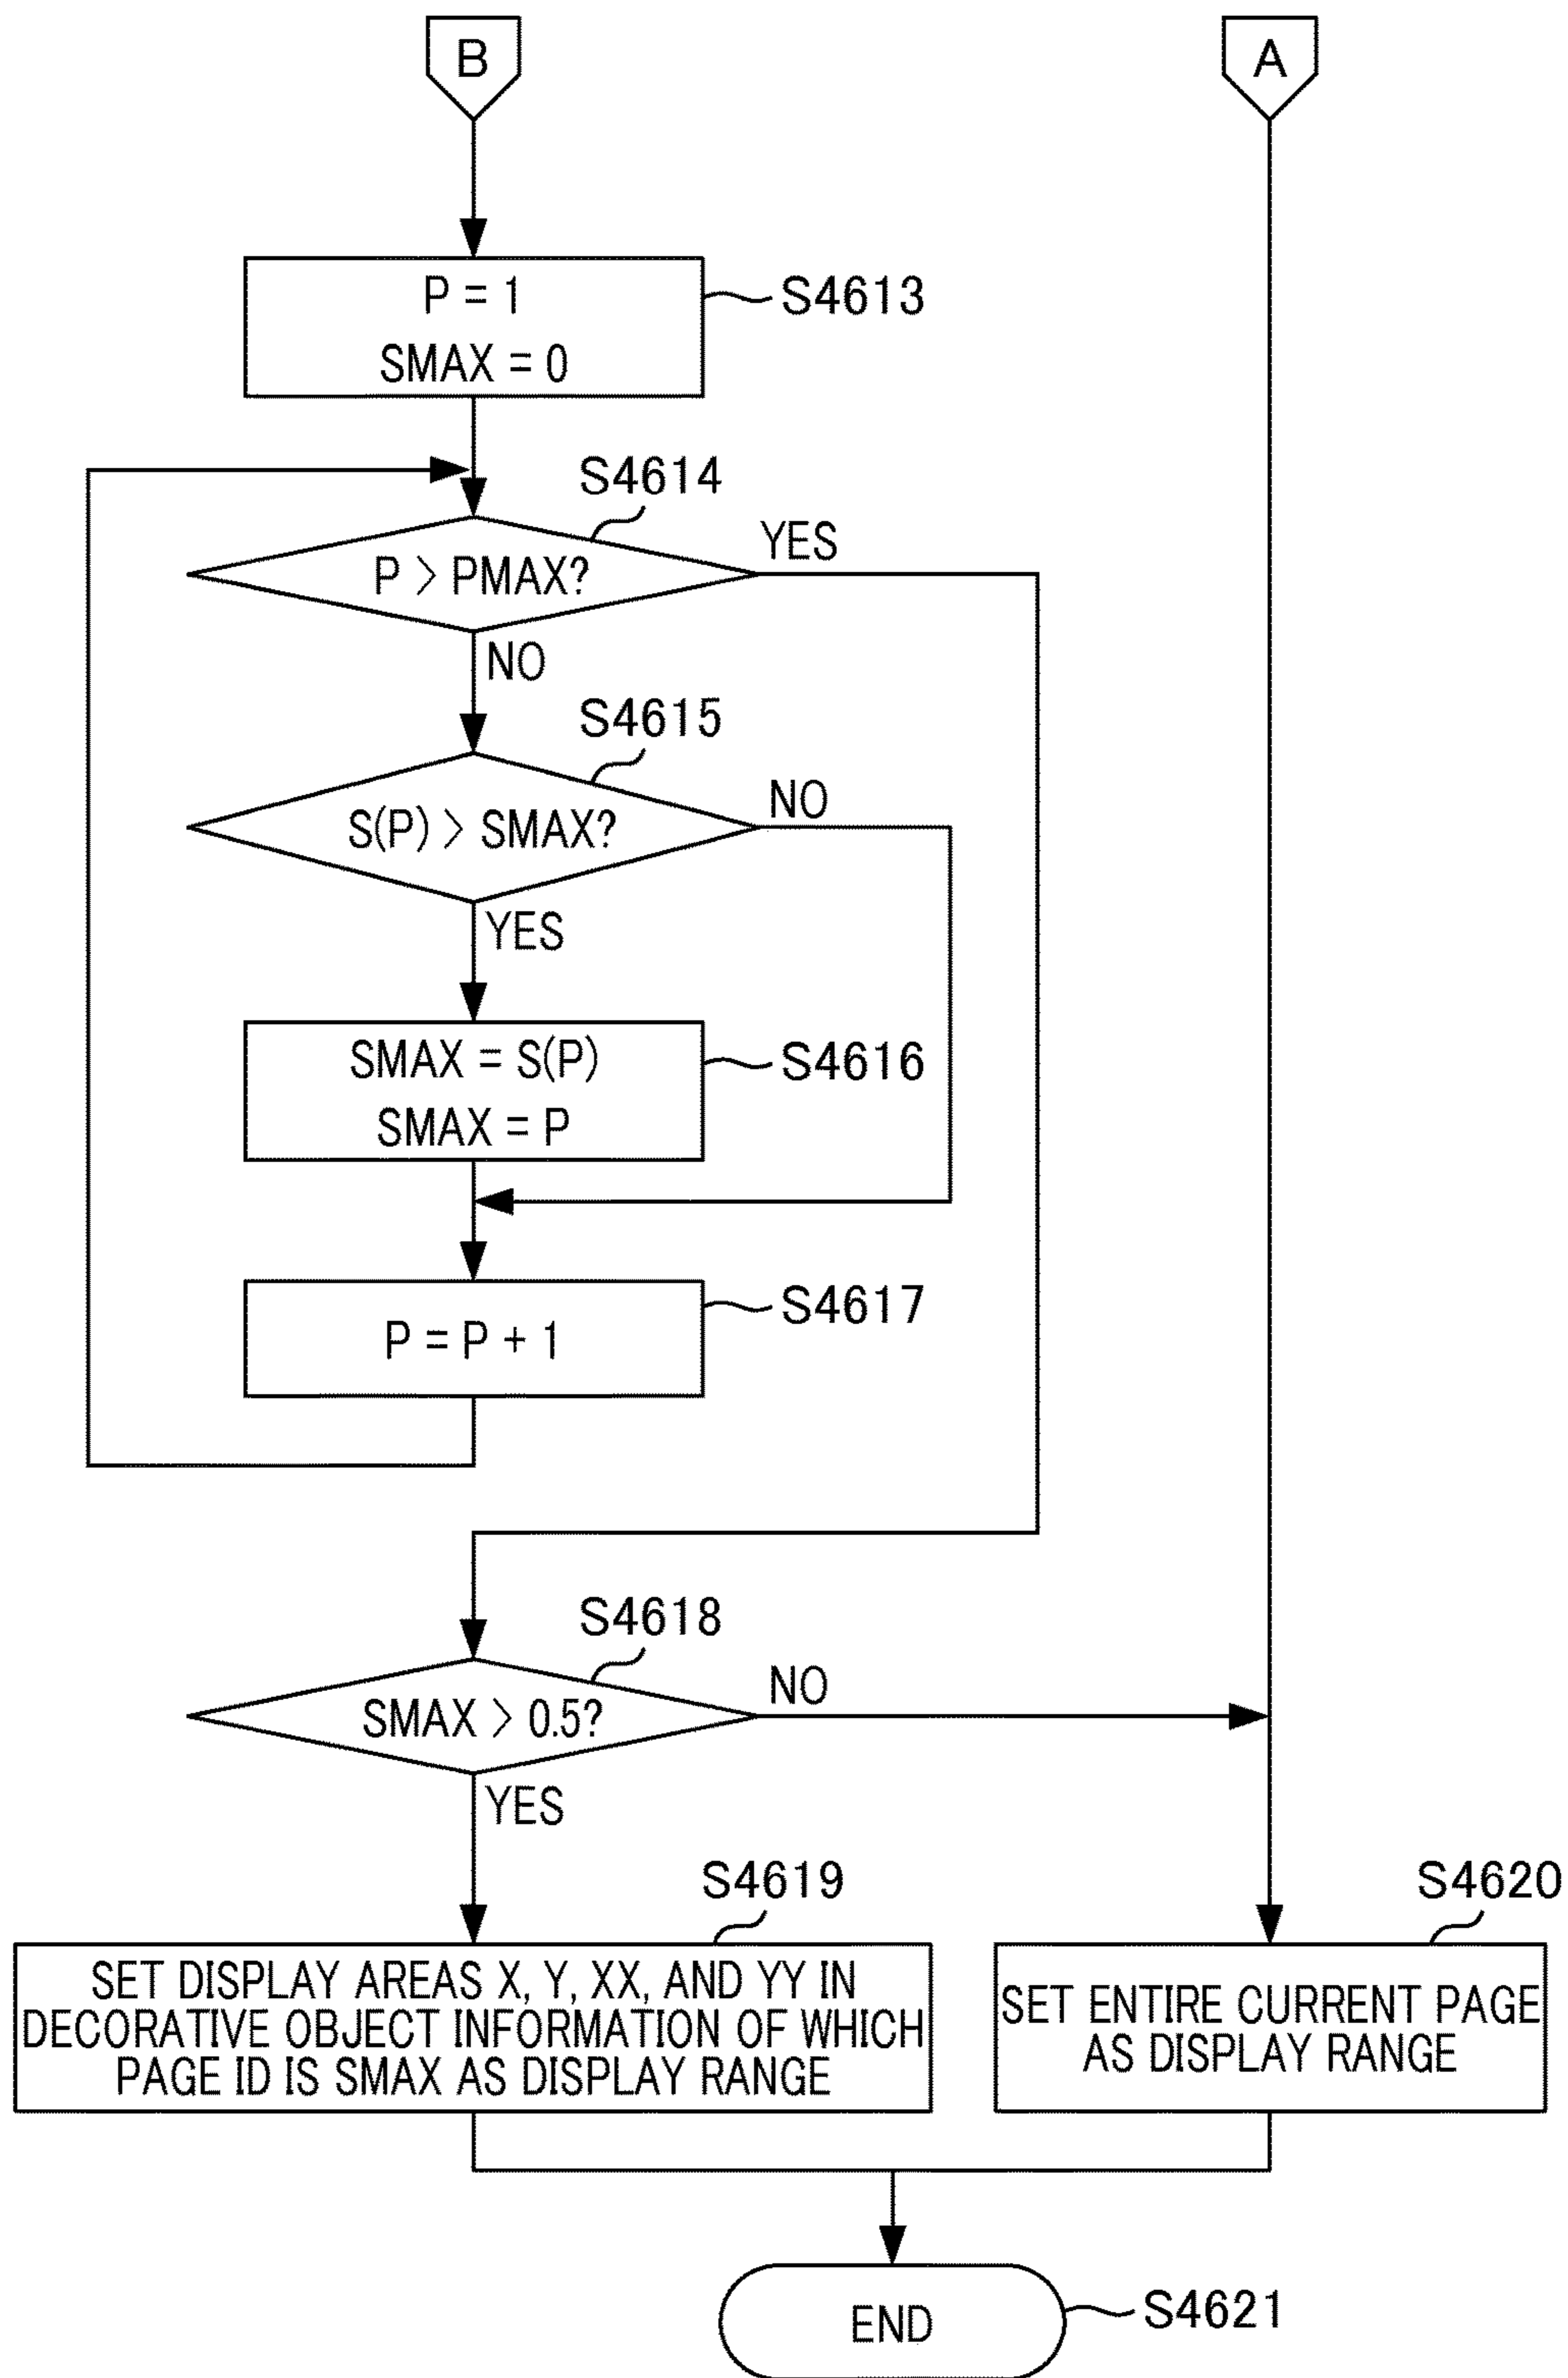 B
A
P = 1
SMAX = 0
S4613
S4614
P > PMAX?
YES
NO
S4615
S(P) > SMAX?
NO
YES
SMAX = S(P)
SMAX = P
S4616
P = P + 1
S4617
S4618
SMAX > 0.5?
NO
YES
S4619
SET DISPLAY AREAS X, Y, XX, AND YY IN
DECORATIVE OBJECT INFORMATION OF WHICH
PAGE ID IS SMAX AS DISPLAY RANGE
S4620
SET ENTIRE CURRENT PAGE
AS DISPLAY RANGE
END
S4621